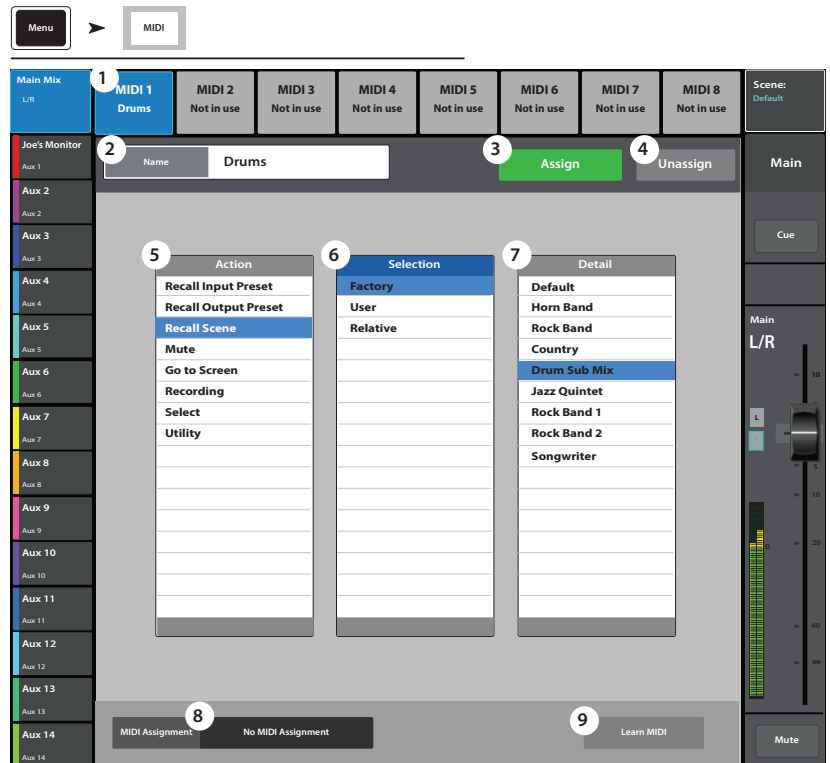 Menu
MIDI
Main Mix
L/R
1
MIDI 1
Drums
MIDI 2
Not in use
MIDI 3
Not in use
MIDI 4
Not in use
MIDI 5
Not in use
MIDI 6
Not in use
MIDI 7
Not in use
MIDI 8
Not in use
Scene:
Default
Joe's Monitor
Aux 1
Aux 2
Aux 2
Aux 3
Aux 3
Aux 4
Aux 4
Aux 5
Aux 5
Aux 6
Aux 6
Aux 7
Aux 7
Aux 8
Aux 8
Aux 9
Aux 9
Aux 10
Aux 10
Aux 11
Aux 11
Aux 12
Aux 12
Aux 13
Aux 13
Aux 14
Aux 14
2
Name
Drums
3
Assign
4
Unassign
5
Action
Recall Input Preset
Recall Output Preset
Recall Scene
Mute
Go to Screen
Recording
Select
Utility
6
Selection
Factory
User
Relative
7
Detail
Default
Horn Band
Rock Band
Country
Drum Sub Mix
Jazz Quintet
Rock Band 1
Rock Band 2
Songwriter
8
MIDI Assignment
No MIDI Assignment
9
Learn MIDI
Main
Cue
Main
L/R
10
L
5
10
0
20
40
∞
Mute